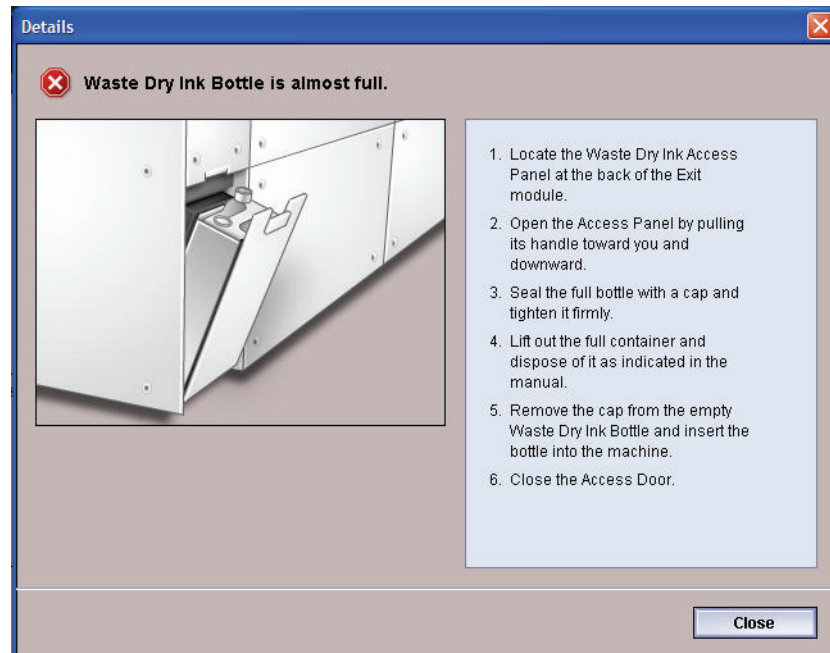 Details
Waste Dry Ink Bottle is almost full.
1. Locate the Waste Dry Ink Access
Panel at the back of the Exit
module.
2. Open the Access Panel by pulling
its handle toward you and
downward.
3. Seal the full bottle with a cap and
tighten it firmly.
4. Lift out the full container and
dispose of it as indicated in the
manual.
5. Remove the cap from the empty
Waste Dry Ink Bottle and insert the
bottle into the machine.
6. Close the Access Door.
Close